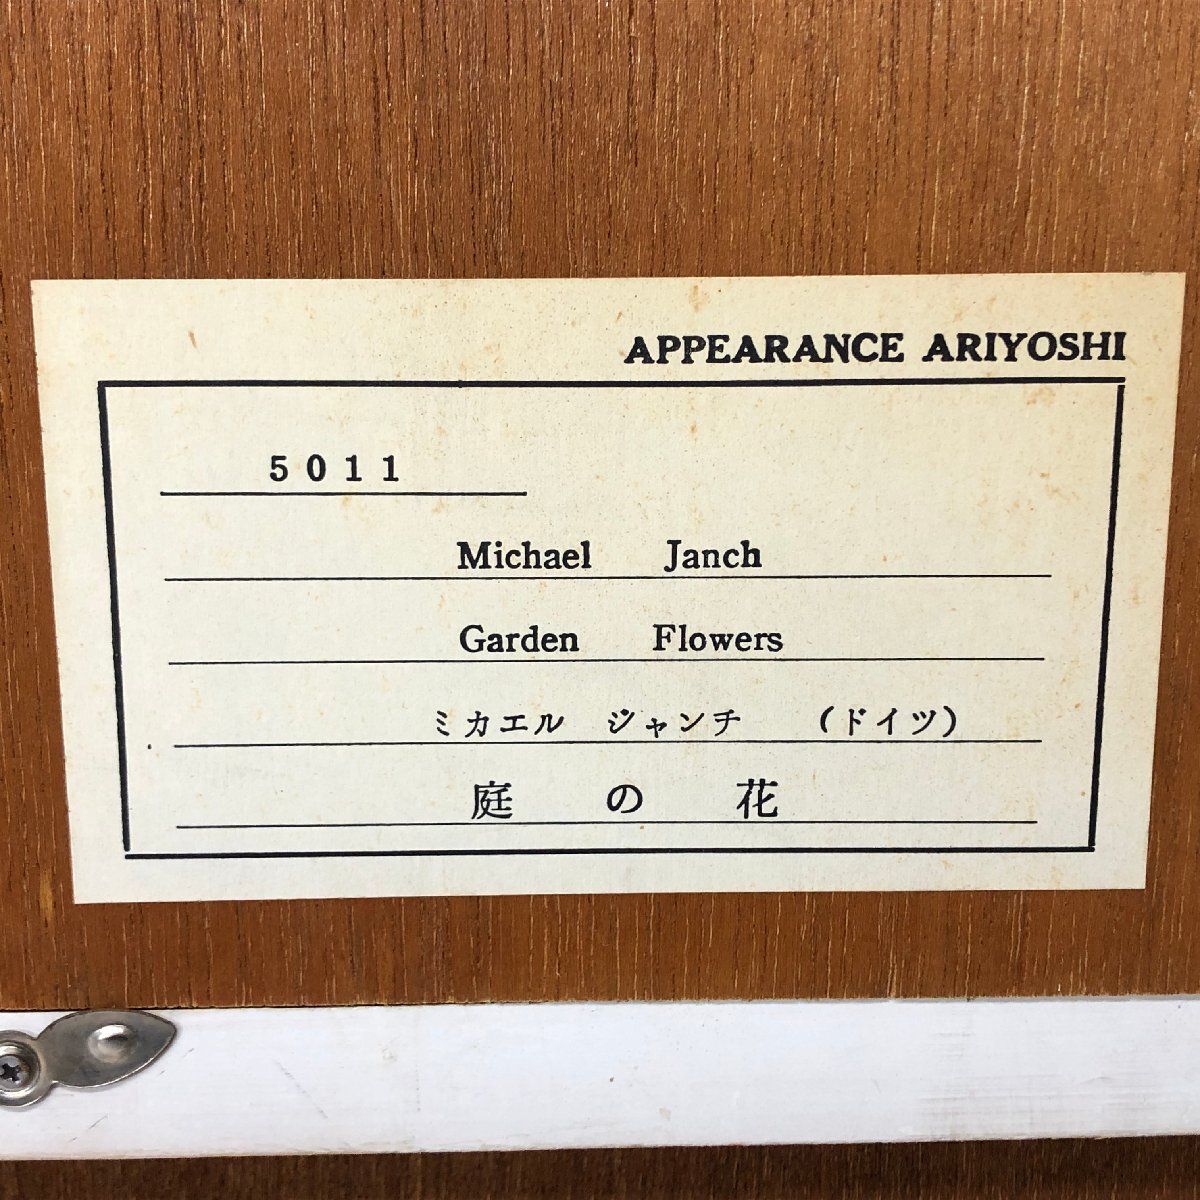 APPEARANCE ARIYOSHI
5011
Michael Janch
Garden Flowers
ミカエル ジャンチ (ドイツ)
庭の花